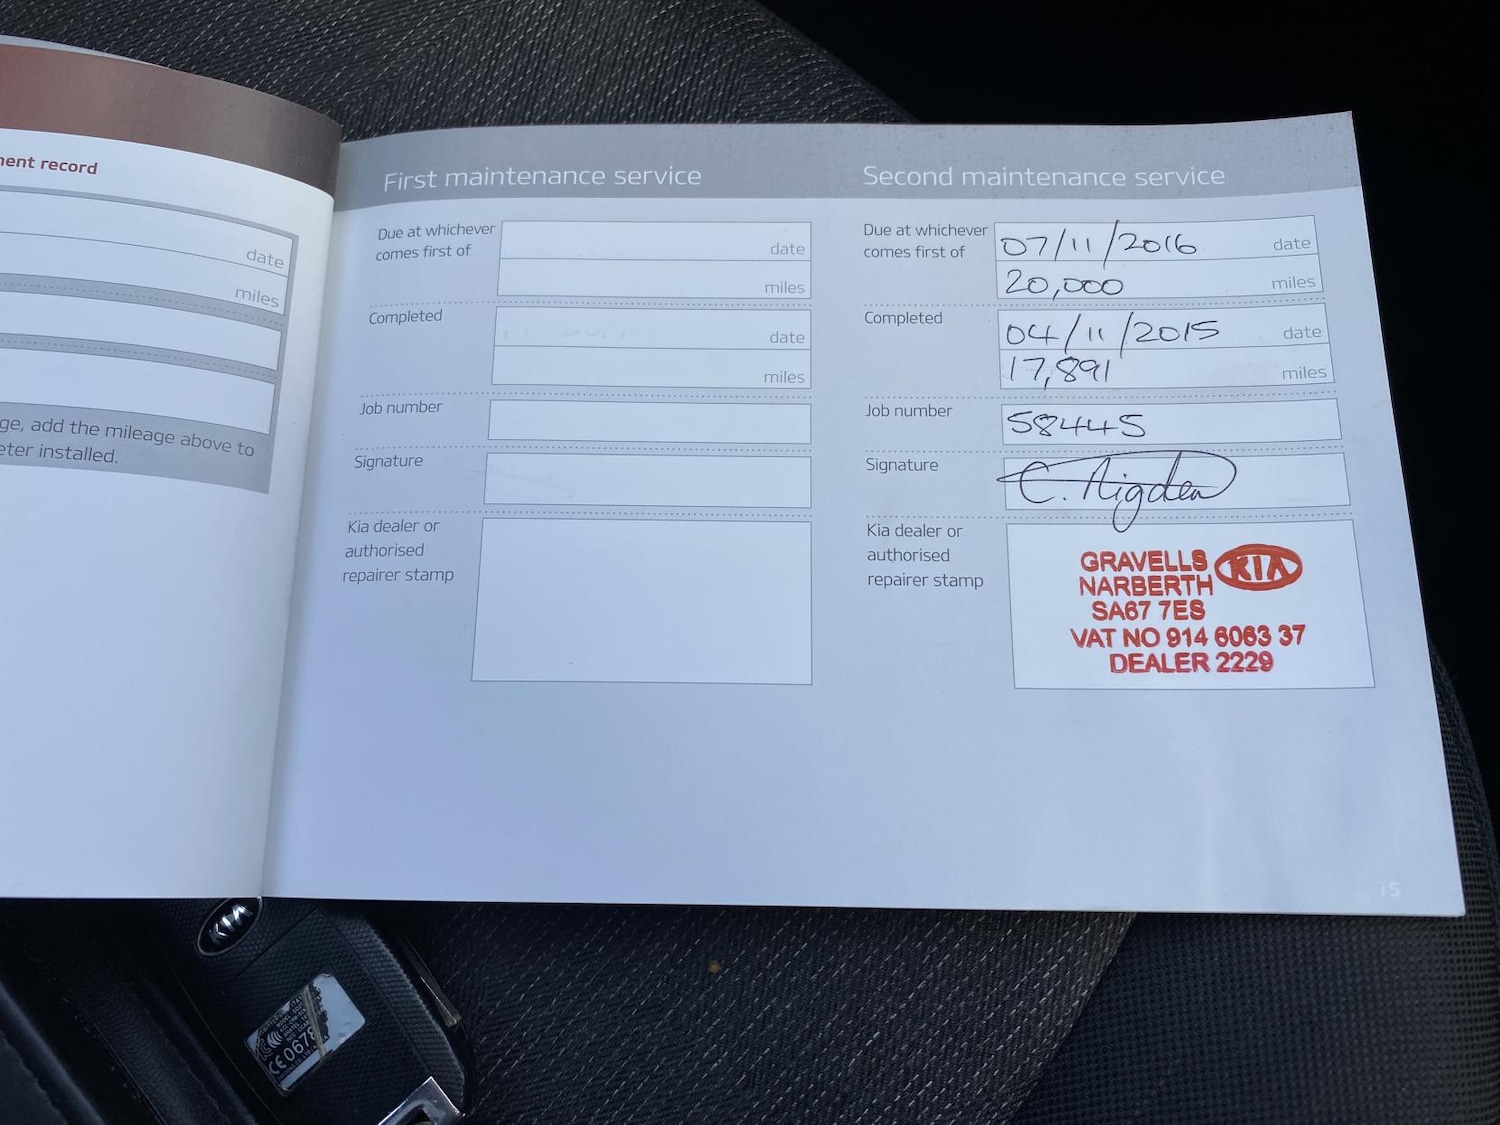 ment record
date
miles
ge, add the mileage above to
eter installed.
First maintenance service
Due at whichever
comes first of
date
miles
Completed
date
miles
Job number
Signature
Kia dealer or
authorised
repairer stamp
Second maintenance service
Due at whichever
comes first of
07/11/2016 date
20,000 miles
Completed
04/11/2015 date
17,891 miles
Job number
58445
Signature
C. Rigden
Kia dealer or
authorised
repairer stamp
GRAVELLS KIA
NARBERTH
SA67 7ES
VAT NO 914 6063 37
DEALER 2229
15
KIA